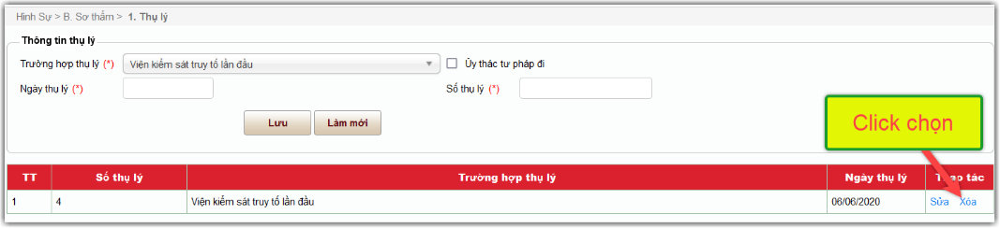 Hình Sự > B. Sơ thẩm > 1. Thụ lý
Thông tin thụ lý
Trường hợp thụ lý (*) Viện kiểm sát truy tố lần đầu Ủy thác tư pháp đi
Ngày thụ lý (*) Số thụ lý (*)
Lưu Làm mới
Click chọn
TT Số thụ lý Trường hợp thụ lý Ngày thụ lý Thao tác
1 4 Viện kiểm sát truy tố lần đầu 06/06/2020 Sửa Xóa